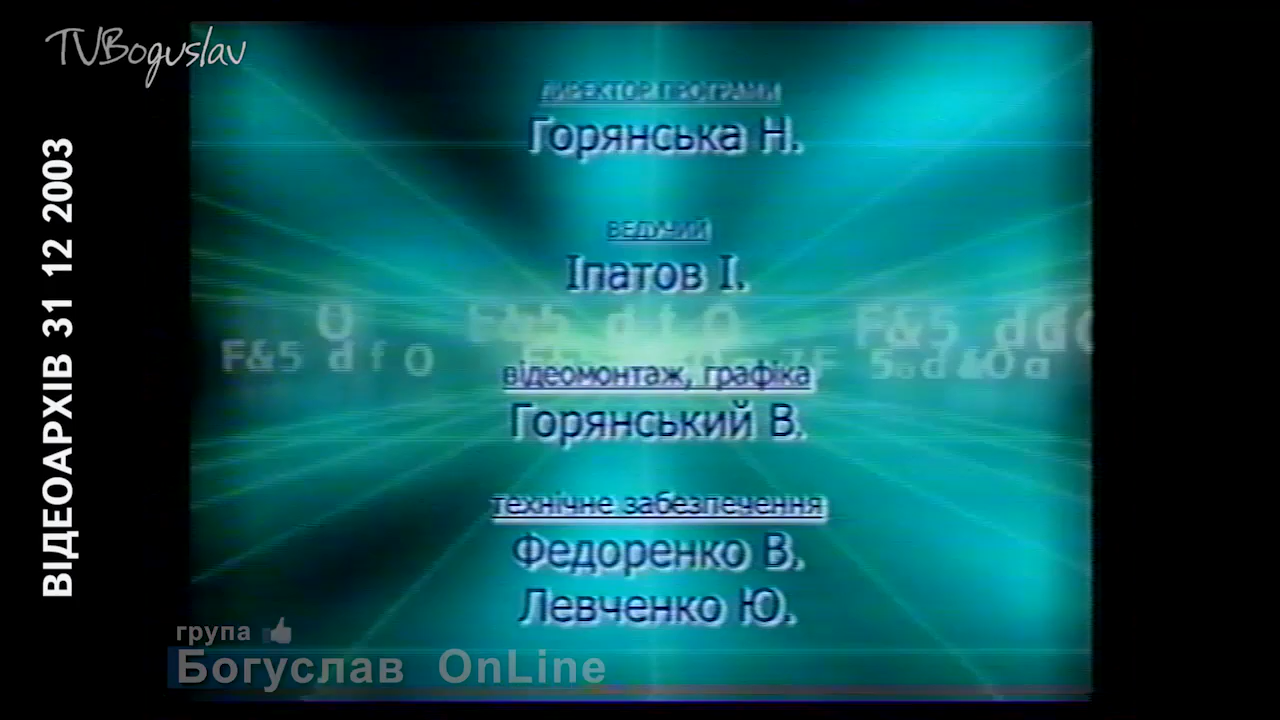 TVBoguslav
ВІДЕОАРХІВ 31 12 2003
ДИРЕКТОР ПРОГРАМИ
Горянська Н.
ВЕДУЧИЙ
Іпатов І.
F&5 d f O
відеомонтаж, графіка
Горянський В.
технічне забезпечення
Федоренко В.
Левченко Ю.
група
Богуслав OnLine